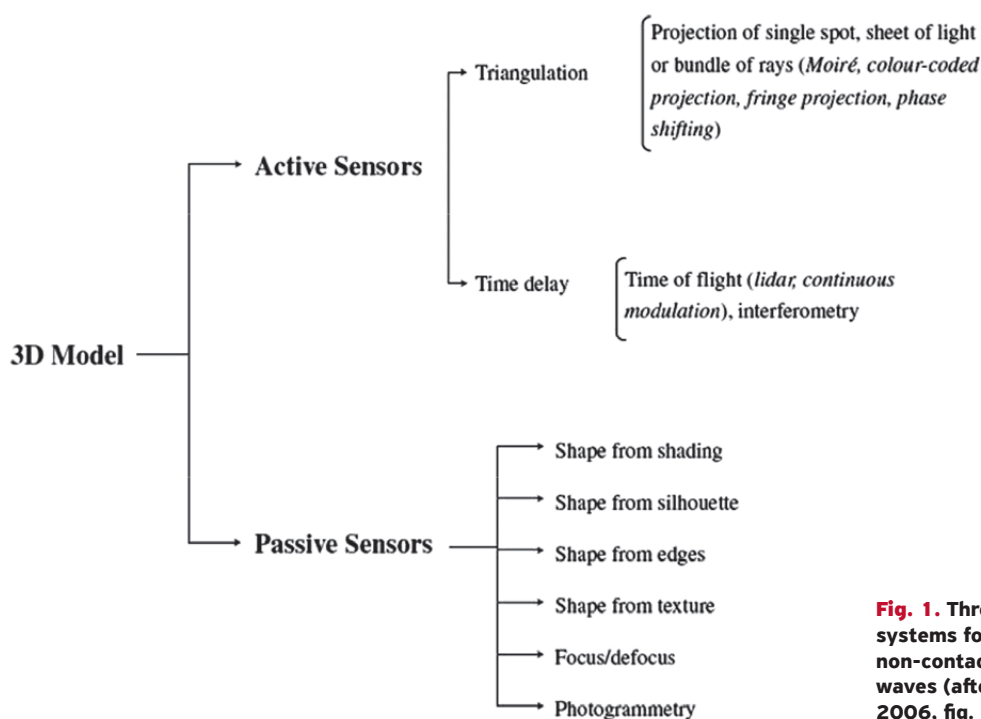 Projection of single spot, sheet of light
or bundle of rays (Moiré, colour-coded
projection, fringe projection, phase
shifting)
Triangulation
Active Sensors
Time delay
Time of flight (lidar, continuous
modulation), interferometry
3D Model
Shape from shading
Shape from silhouette
Passive Sensors
Shape from edges
Shape from texture
Focus/defocus
Photogrammetry
Fig. 1.
systems
non-contac
waves
2006, fig.